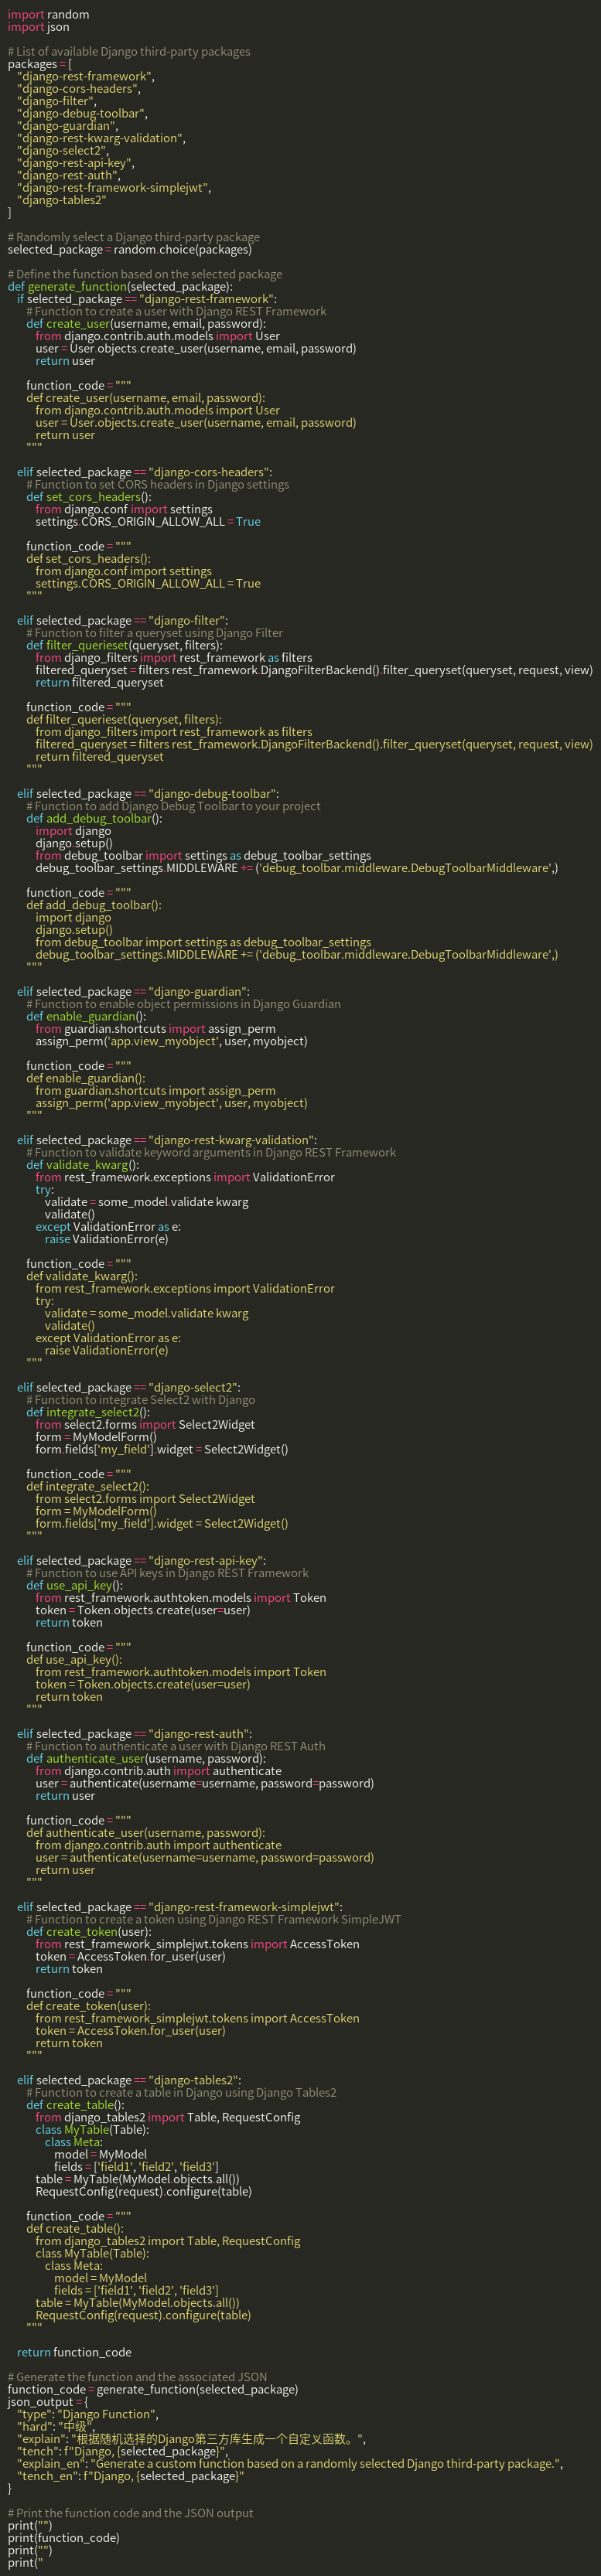 import random
import json

# List of available Django third-party packages
packages = [
    "django-rest-framework",
    "django-cors-headers",
    "django-filter",
    "django-debug-toolbar",
    "django-guardian",
    "django-rest-kwarg-validation",
    "django-select2",
    "django-rest-api-key",
    "django-rest-auth",
    "django-rest-framework-simplejwt",
    "django-tables2"
]

# Randomly select a Django third-party package
selected_package = random.choice(packages)

# Define the function based on the selected package
def generate_function(selected_package):
    if selected_package == "django-rest-framework":
        # Function to create a user with Django REST Framework
        def create_user(username, email, password):
            from django.contrib.auth.models import User
            user = User.objects.create_user(username, email, password)
            return user

        function_code = """
        def create_user(username, email, password):
            from django.contrib.auth.models import User
            user = User.objects.create_user(username, email, password)
            return user
        """

    elif selected_package == "django-cors-headers":
        # Function to set CORS headers in Django settings
        def set_cors_headers():
            from django.conf import settings
            settings.CORS_ORIGIN_ALLOW_ALL = True

        function_code = """
        def set_cors_headers():
            from django.conf import settings
            settings.CORS_ORIGIN_ALLOW_ALL = True
        """

    elif selected_package == "django-filter":
        # Function to filter a queryset using Django Filter
        def filter_querieset(queryset, filters):
            from django_filters import rest_framework as filters
            filtered_queryset = filters rest_framework.DjangoFilterBackend().filter_queryset(queryset, request, view)
            return filtered_queryset

        function_code = """
        def filter_querieset(queryset, filters):
            from django_filters import rest_framework as filters
            filtered_queryset = filters rest_framework.DjangoFilterBackend().filter_queryset(queryset, request, view)
            return filtered_queryset
        """

    elif selected_package == "django-debug-toolbar":
        # Function to add Django Debug Toolbar to your project
        def add_debug_toolbar():
            import django
            django.setup()
            from debug_toolbar import settings as debug_toolbar_settings
            debug_toolbar_settings.MIDDLEWARE += ('debug_toolbar.middleware.DebugToolbarMiddleware',)

        function_code = """
        def add_debug_toolbar():
            import django
            django.setup()
            from debug_toolbar import settings as debug_toolbar_settings
            debug_toolbar_settings.MIDDLEWARE += ('debug_toolbar.middleware.DebugToolbarMiddleware',)
        """

    elif selected_package == "django-guardian":
        # Function to enable object permissions in Django Guardian
        def enable_guardian():
            from guardian.shortcuts import assign_perm
            assign_perm('app.view_myobject', user, myobject)

        function_code = """
        def enable_guardian():
            from guardian.shortcuts import assign_perm
            assign_perm('app.view_myobject', user, myobject)
        """

    elif selected_package == "django-rest-kwarg-validation":
        # Function to validate keyword arguments in Django REST Framework
        def validate_kwarg():
            from rest_framework.exceptions import ValidationError
            try:
                validate = some_model.validate kwarg
                validate()
            except ValidationError as e:
                raise ValidationError(e)

        function_code = """
        def validate_kwarg():
            from rest_framework.exceptions import ValidationError
            try:
                validate = some_model.validate kwarg
                validate()
            except ValidationError as e:
                raise ValidationError(e)
        """

    elif selected_package == "django-select2":
        # Function to integrate Select2 with Django
        def integrate_select2():
            from select2.forms import Select2Widget
            form = MyModelForm()
            form.fields['my_field'].widget = Select2Widget()

        function_code = """
        def integrate_select2():
            from select2.forms import Select2Widget
            form = MyModelForm()
            form.fields['my_field'].widget = Select2Widget()
        """

    elif selected_package == "django-rest-api-key":
        # Function to use API keys in Django REST Framework
        def use_api_key():
            from rest_framework.authtoken.models import Token
            token = Token.objects.create(user=user)
            return token

        function_code = """
        def use_api_key():
            from rest_framework.authtoken.models import Token
            token = Token.objects.create(user=user)
            return token
        """

    elif selected_package == "django-rest-auth":
        # Function to authenticate a user with Django REST Auth
        def authenticate_user(username, password):
            from django.contrib.auth import authenticate
            user = authenticate(username=username, password=password)
            return user

        function_code = """
        def authenticate_user(username, password):
            from django.contrib.auth import authenticate
            user = authenticate(username=username, password=password)
            return user
        """

    elif selected_package == "django-rest-framework-simplejwt":
        # Function to create a token using Django REST Framework SimpleJWT
        def create_token(user):
            from rest_framework_simplejwt.tokens import AccessToken
            token = AccessToken.for_user(user)
            return token

        function_code = """
        def create_token(user):
            from rest_framework_simplejwt.tokens import AccessToken
            token = AccessToken.for_user(user)
            return token
        """

    elif selected_package == "django-tables2":
        # Function to create a table in Django using Django Tables2
        def create_table():
            from django_tables2 import Table, RequestConfig
            class MyTable(Table):
                class Meta:
                    model = MyModel
                    fields = ['field1', 'field2', 'field3']
            table = MyTable(MyModel.objects.all())
            RequestConfig(request).configure(table)

        function_code = """
        def create_table():
            from django_tables2 import Table, RequestConfig
            class MyTable(Table):
                class Meta:
                    model = MyModel
                    fields = ['field1', 'field2', 'field3']
            table = MyTable(MyModel.objects.all())
            RequestConfig(request).configure(table)
        """

    return function_code

# Generate the function and the associated JSON
function_code = generate_function(selected_package)
json_output = {
    "type": "Django Function",
    "hard": "中级",
    "explain": "根据随机选择的Django第三方库生成一个自定义函数。",
    "tench": f"Django, {selected_package}",
    "explain_en": "Generate a custom function based on a randomly selected Django third-party package.",
    "tench_en": f"Django, {selected_package}"
}

# Print the function code and the JSON output
print("")
print(function_code)
print("")
print("